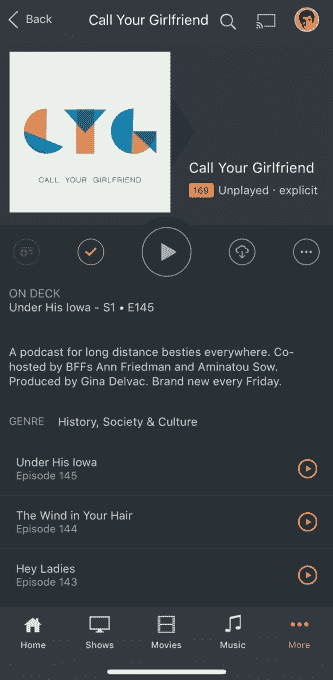 Back
Call Your Girlfriend
CYG
CALL YOUR GIRLFRIEND
Call Your Girlfriend
169 Unplayed · explicit
ON DECK
Under His Iowa - S1 • E145
A podcast for long distance besties everywhere. Co-
hosted by BFFs Ann Friedman and Aminatou Sow.
Produced by Gina Delvac. Brand new every Friday.
GENRE History, Society & Culture
Under His Iowa
Episode 145
The Wind in Your Hair
Episode 144
Hey Ladies
Episode 143
Home
Shows
Movies
Music
More